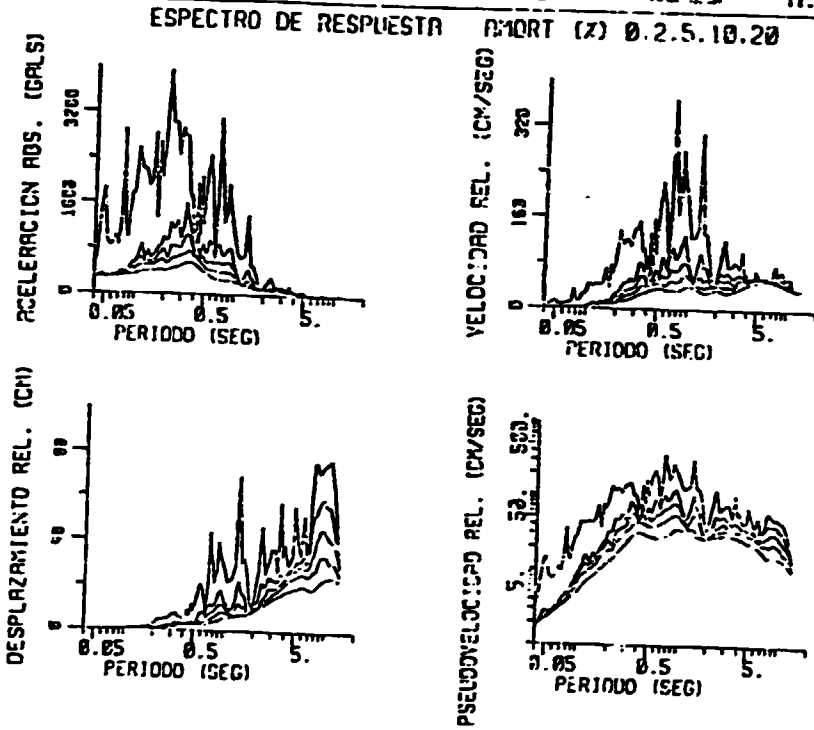 ESPECTRO DE RESPUESTA AMORT (%) 0.2.5.10.20
ACELERACION ABS. (GALS)
3200
1600
0
0.05 0.5 5.
PERIODO (SEG)
VELOCIDAD REL. (CM/SEG)
320
160
0
0.05 0.5 5.
PERIODO (SEG)
DESPLAZAMIENTO REL. (CM)
40
0
0.05 0.5 5.
PERIODO (SEG)
PSEUDOVELOCIDAD REL. (CM/SEG)
500.
50.
5.
0.05 0.5 5.
PERIODO (SEG)